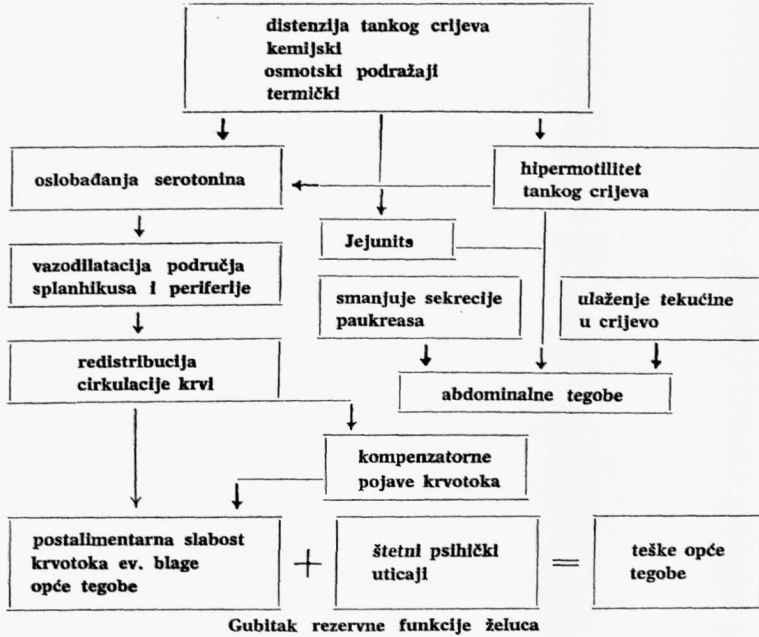 distenzija tankog crijeva
kemijski
osmotski podražaji
termički
oslobađanja serotonina
hipermotilitet
tankog crijeva
Jejunits
vazodilatacija područja
splanhikusa i periferije
smanjuje sekrecije
paukreasa
ulaženje tekućine
u crijevo
redistribucija
cirkulacije krvi
abdominalne tegobe
kompenzatorne
pojave krvotoka
postalimentarna slabost
krvotoka ev. blage
opće tegobe
+
štetni psihički
uticaji
=
teške opće
tegobe
Gubitak rezervne funkcije želuca